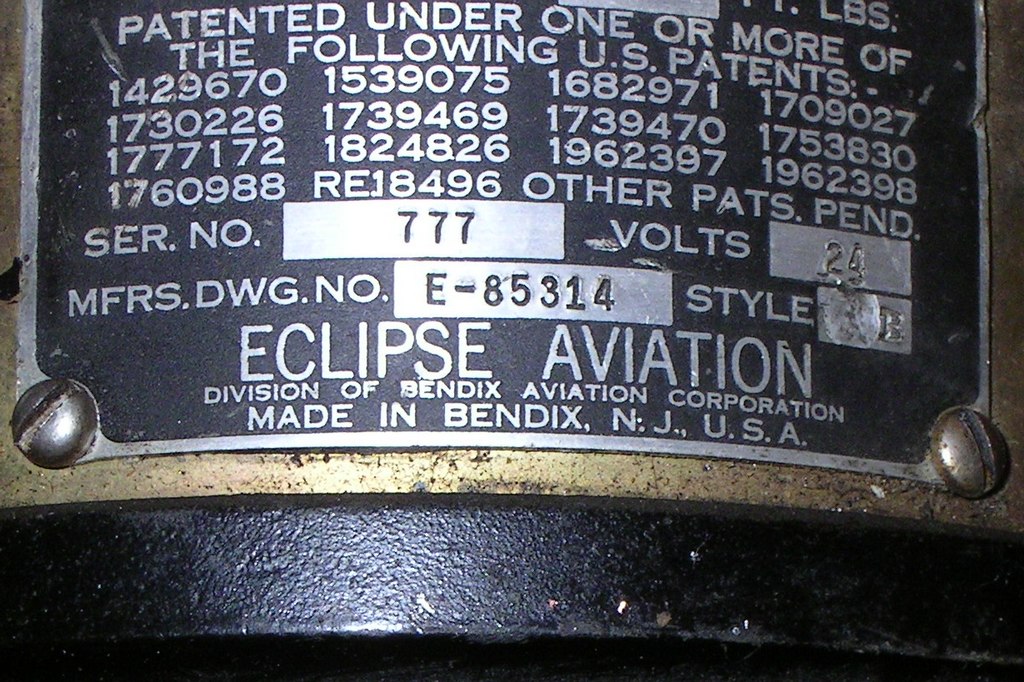 FT. LBS.
PATENTED UNDER ONE OR MORE OF
THE FOLLOWING U.S. PATENTS:-
1429670 1539075 1682971 1709027
1730226 1739469 1739470 1753830
1777172 1824826 1962397 1962398
1760988 RE18496 OTHER PATS. PEND.
SER. NO. 777 VOLTS 24
MFRS. DWG. NO. E-85314 STYLE
ECLIPSE AVIATION
DIVISION OF BENDIX AVIATION CORPORATION
MADE IN BENDIX, N. J., U. S. A.